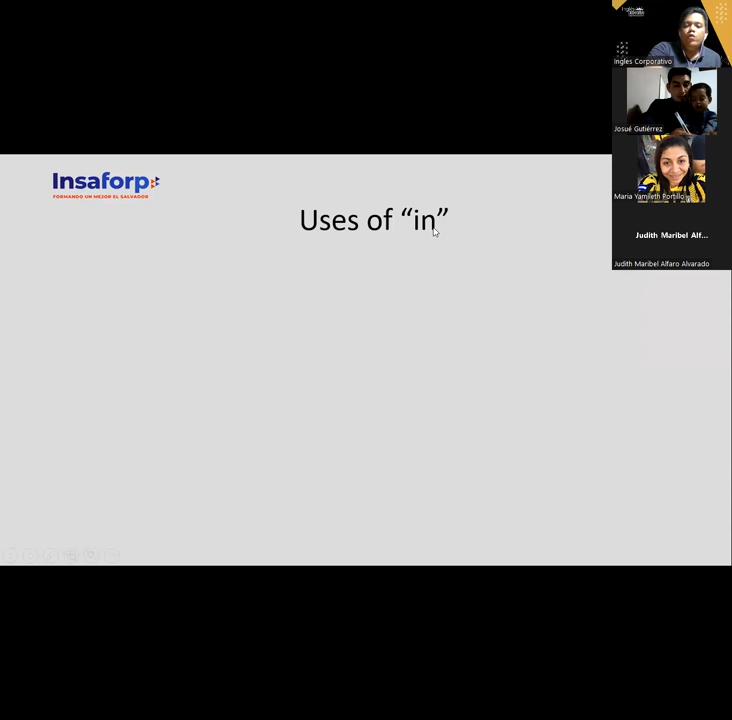 Insaforp
FORMANDO UN MEJOR EL SALVADOR
Uses of “in”
Ingles Corporativo
Josué Gutiérrez
Maria Yamileth Portillo
Judith Maribel Alf...
Judith Maribel Alfaro Alvarado